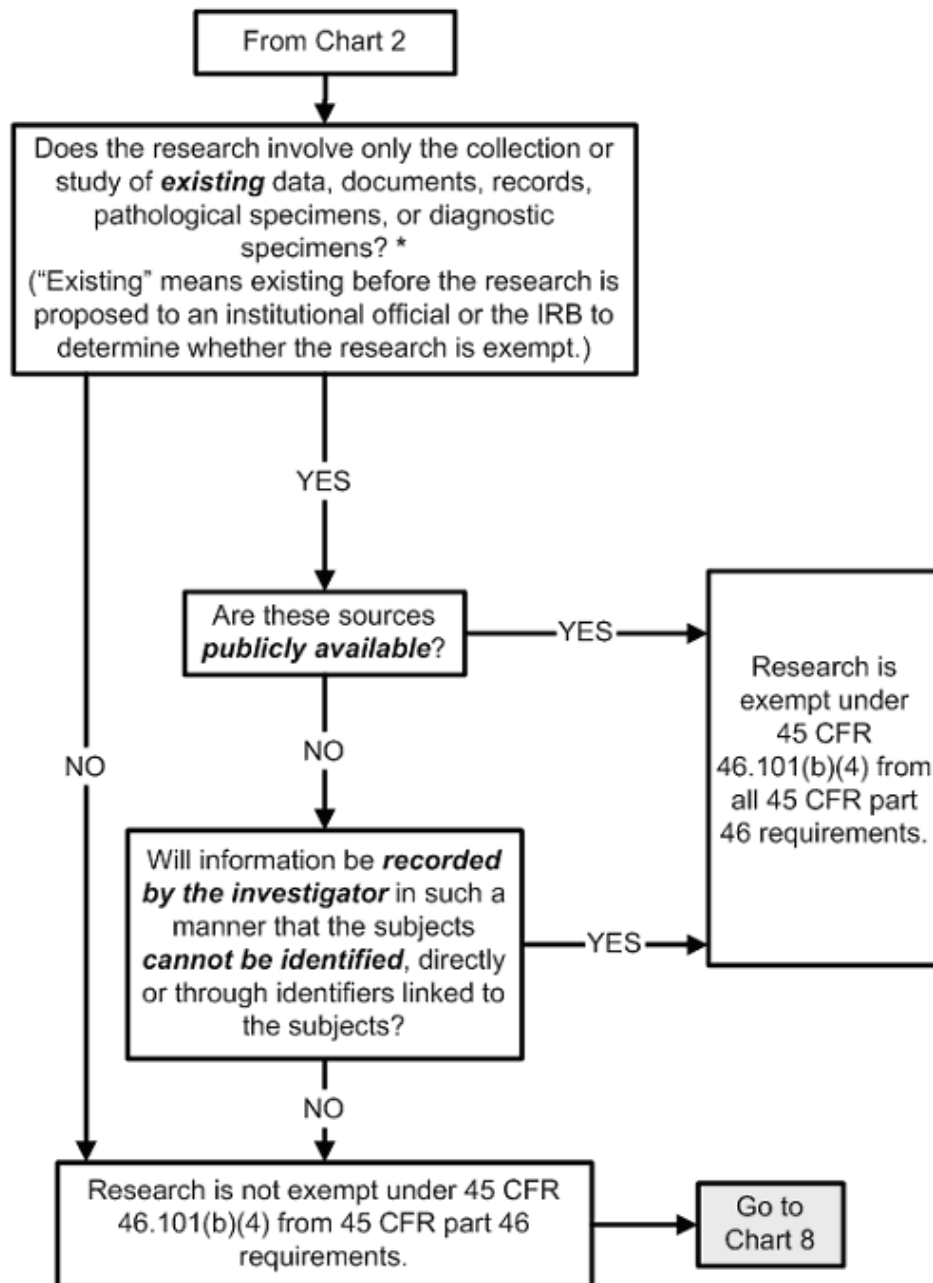 From Chart 2
Does the research involve only the collection or
study of existing data, documents, records,
pathological specimens, or diagnostic
specimens? *
(“Existing” means existing before the research is
proposed to an institutional official or the IRB to
determine whether the research is exempt.)
YES
Are these sources
publicly available?
YES
Research is
exempt under
45 CFR
46.101(b)(4) from
all 45 CFR part
46 requirements.
NO
NO
Will information be recorded
by the investigator in such a
manner that the subjects
cannot be identified, directly
or through identifiers linked to
the subjects?
YES
NO
Research is not exempt under 45 CFR
46.101(b)(4) from 45 CFR part 46
requirements.
Go to
Chart 8